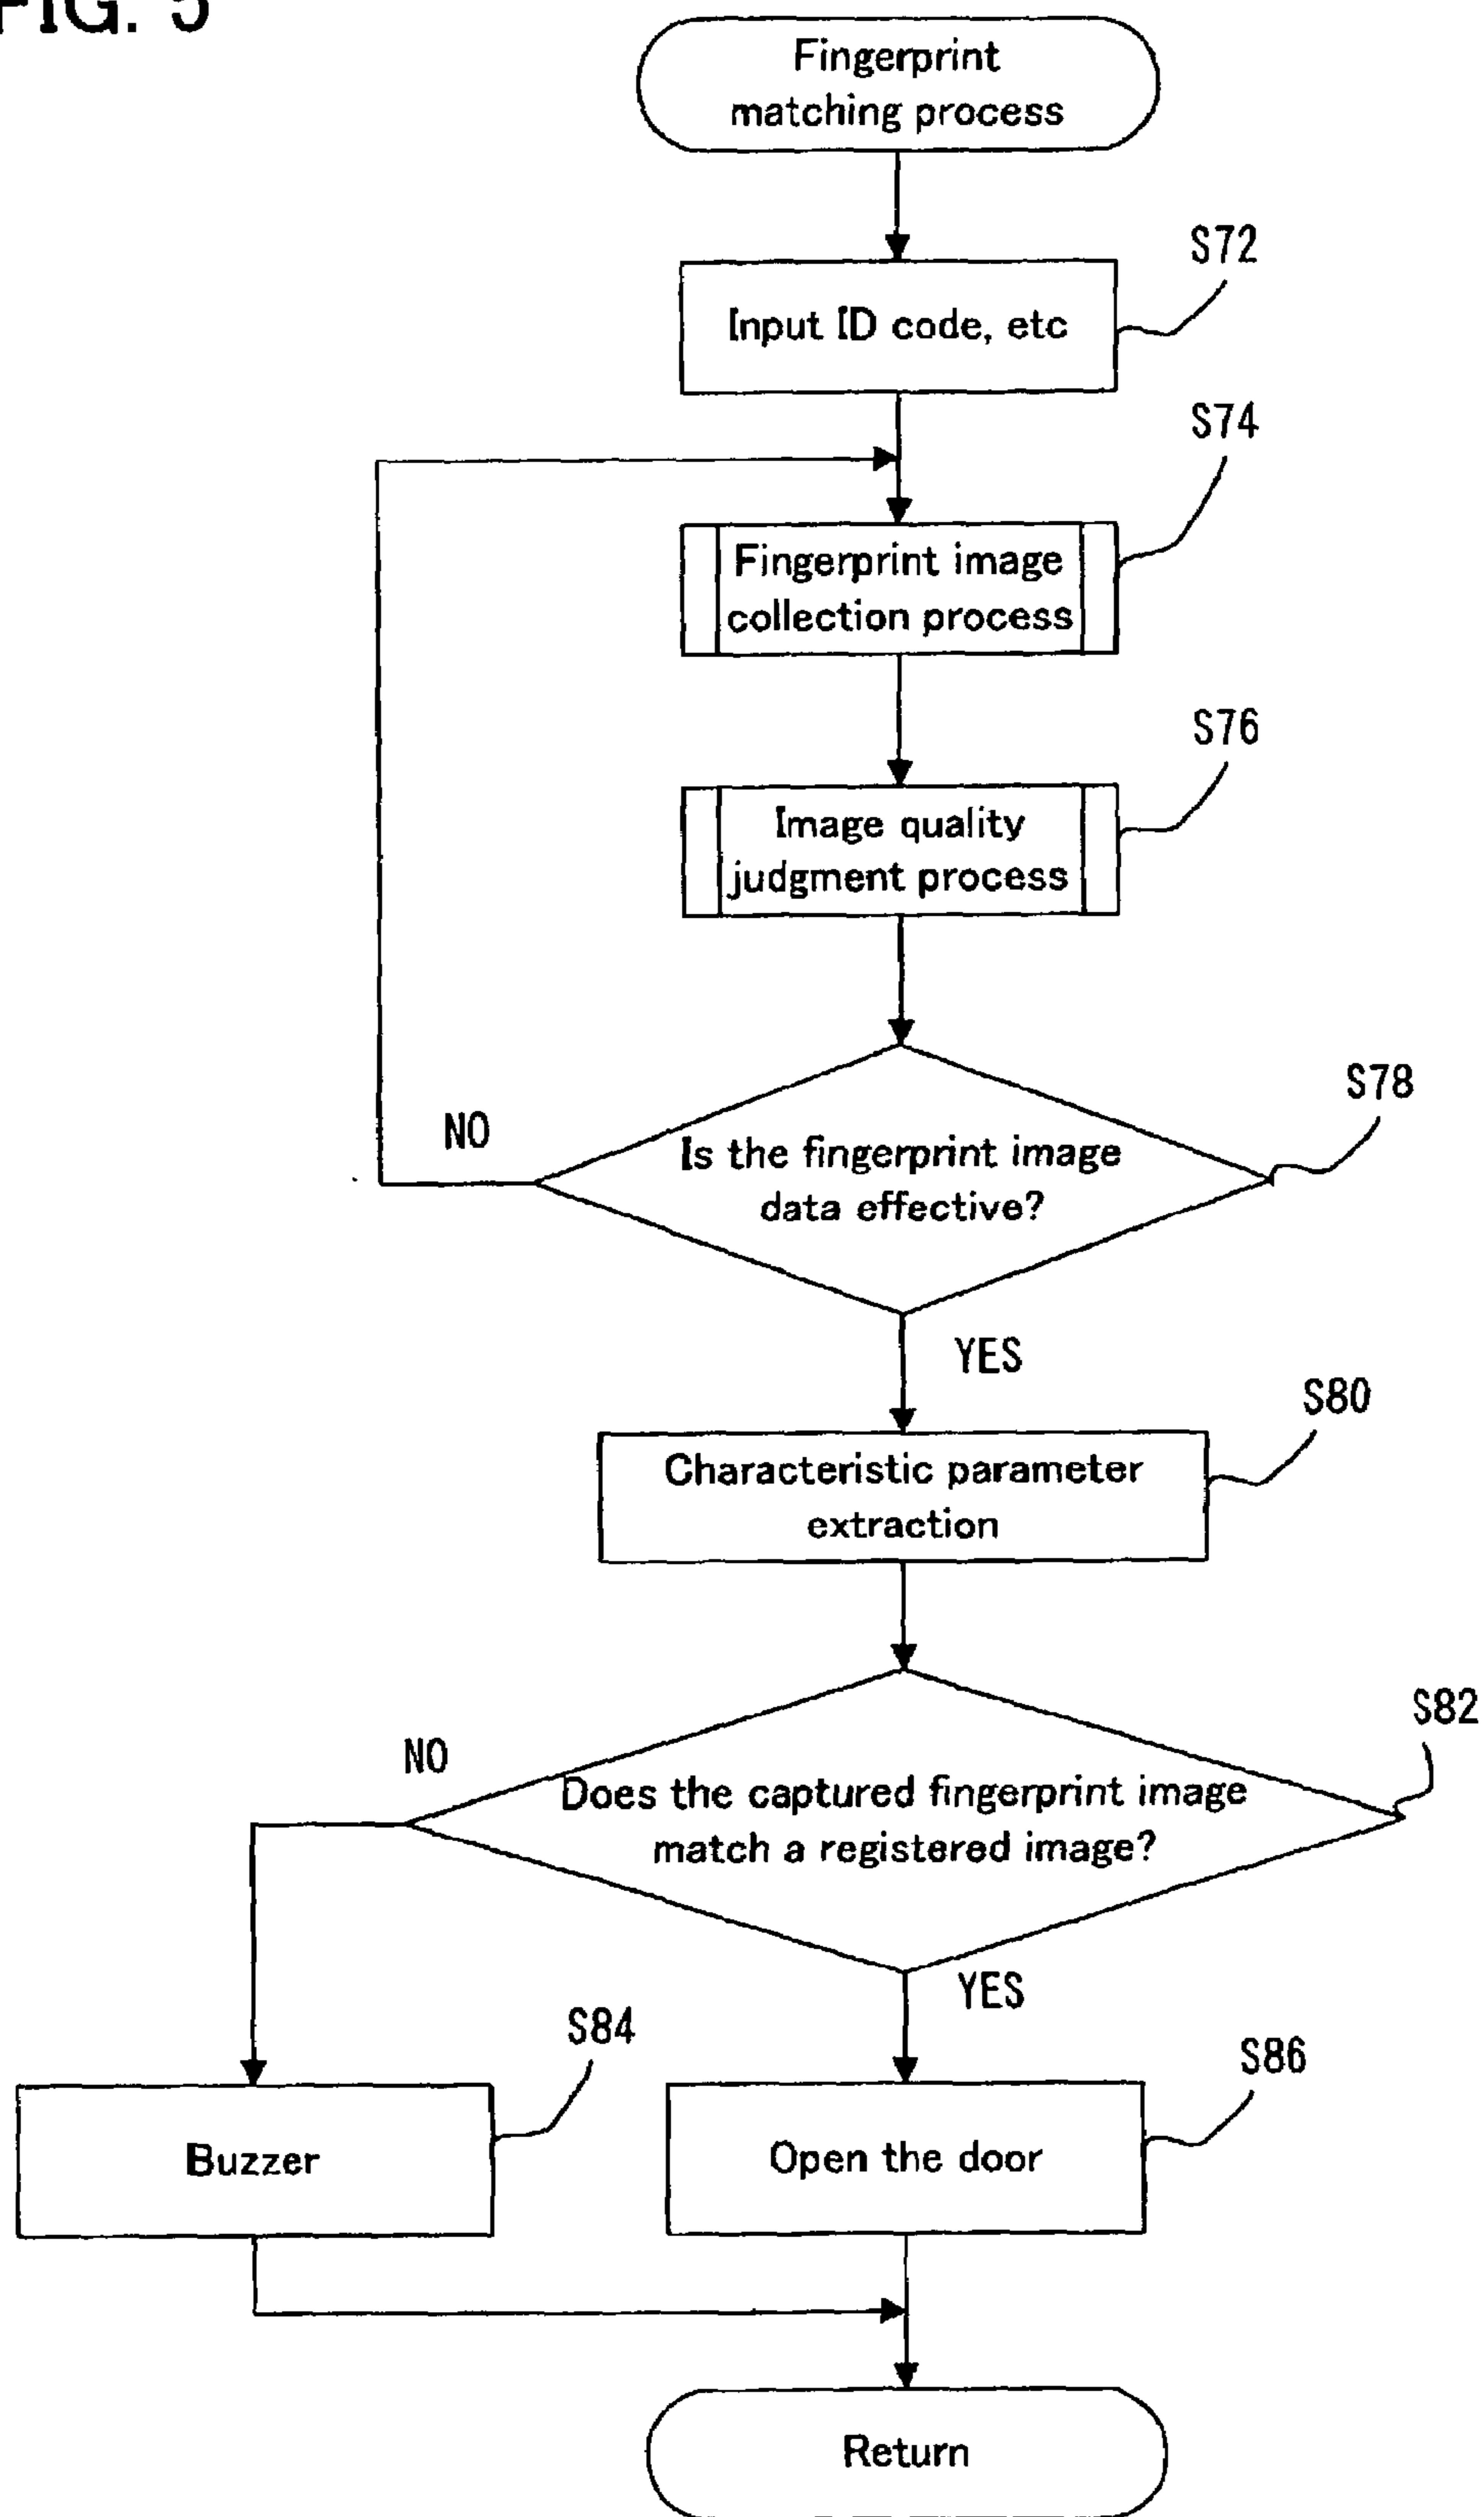 FIG. 5
Fingerprint
matching process
S72
Input ID code, etc
S74
Fingerprint image
collection process
S76
Image quality
judgment process
S78
NO
Is the fingerprint image
data effective?
YES
S80
Characteristic parameter
extraction
S82
NO
Does the captured fingerprint image
match a registered image?
YES
S84
S86
Buzzer
Open the door
Return